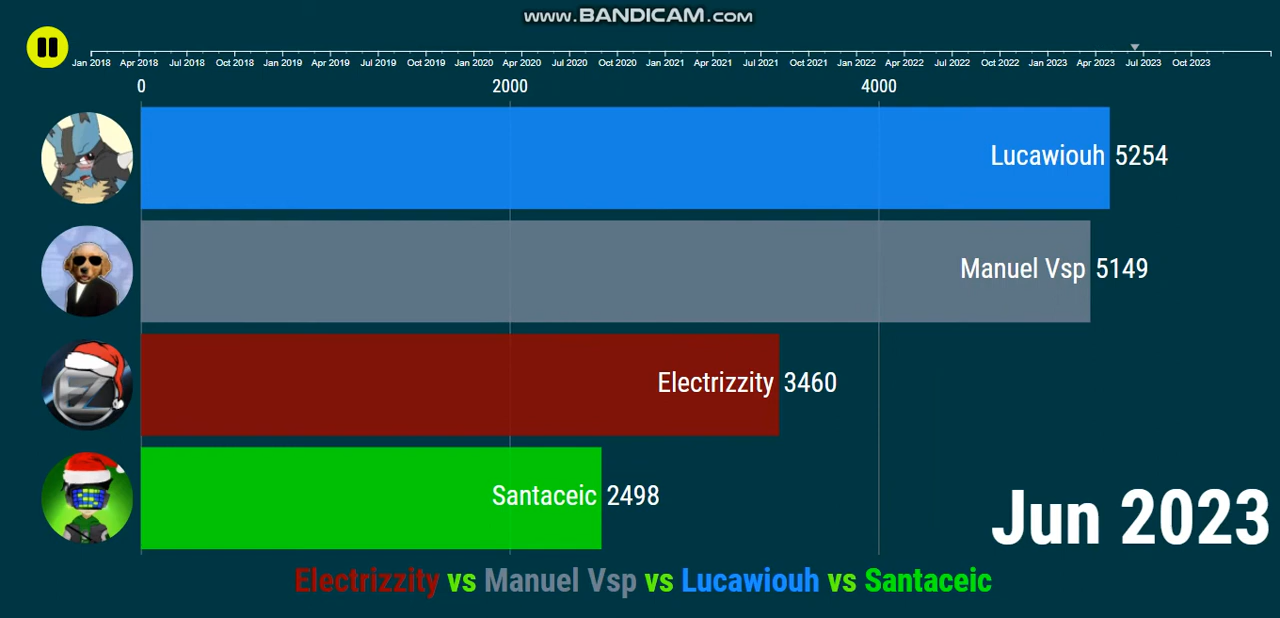 www.BANDICAM.com
Jan 2018 Apr 2018 Jul 2018 Oct 2018 Jan 2019 Apr 2019 Jul 2019 Oct 2019 Jan 2020 Apr 2020 Jul 2020 Oct 2020 Jan 2021 Apr 2021 Jul 2021 Oct 2021 Jan 2022 Apr 2022 Jul 2022 Oct 2022 Jan 2023 Apr 2023 Jul 2023 Oct 2023
0 2000 4000
Lucawiouh 5254
Manuel Vsp 5149
Electrizzity 3460
EZ
Santaceic 2498
Jun 2023
Electrizzity vs Manuel Vsp vs Lucawiouh vs Santaceic